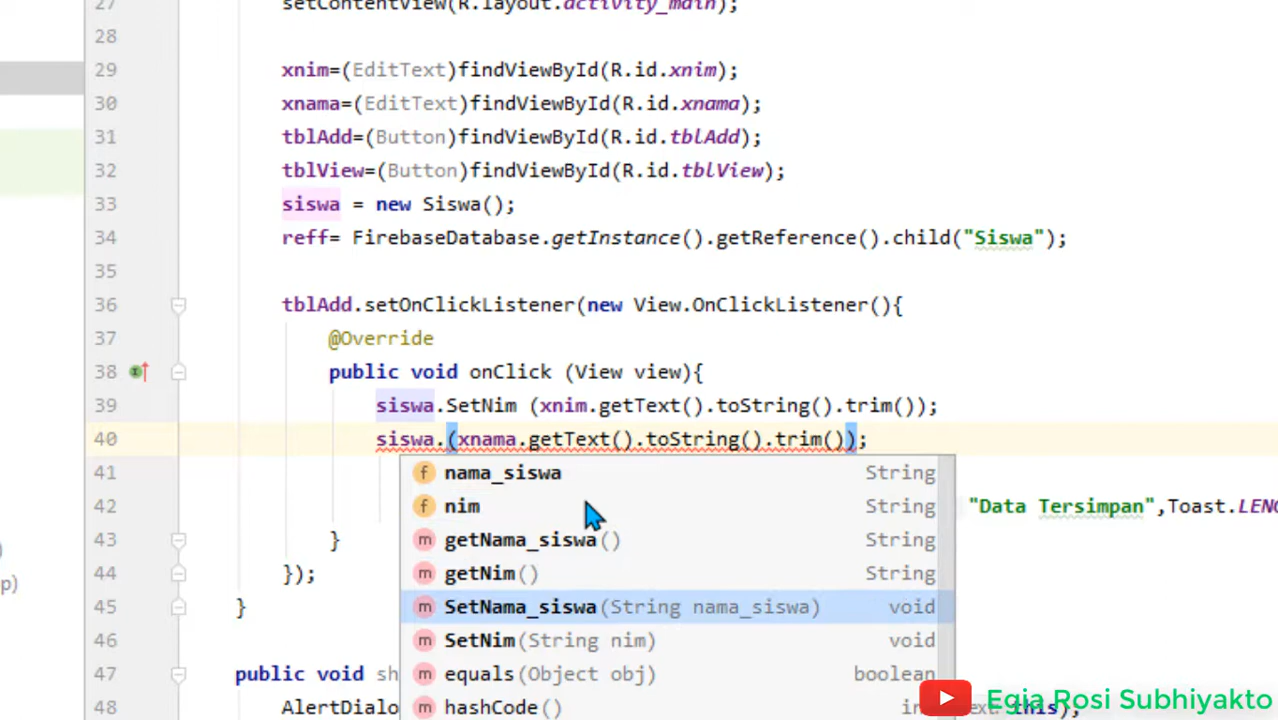 27 setContentView(R.layout.activity_main);
28
29 xnim=(EditText)findViewById(R.id.xnim);
30 xnama=(EditText)findViewById(R.id.xnama);
31 tblAdd=(Button)findViewById(R.id.tblAdd);
32 tblView=(Button)findViewById(R.id.tblView);
33 siswa = new Siswa();
34 reff= FirebaseDatabase.getInstance().getReference().child("Siswa");
35
36 tblAdd.setOnClickListener(new View.OnClickListener(){
37 @Override
38 public void onClick (View view){
39 siswa.SetNim (xnim.getText().toString().trim());
40 siswa.(xnama.getText().toString().trim());
41 f nama_siswa String
42 f nim String "Data Tersimpan",Toast.LENG
43 } m getNama_siswa() String
p) 44 }); m getNim() String
45 } m SetNama_siswa(String nama_siswa) void
46 m SetNim(String nim) void
47 public void sh m equals(Object obj) boolean
48 AlertDialo m hashCode() this);
Egia Rosi Subhiyakto